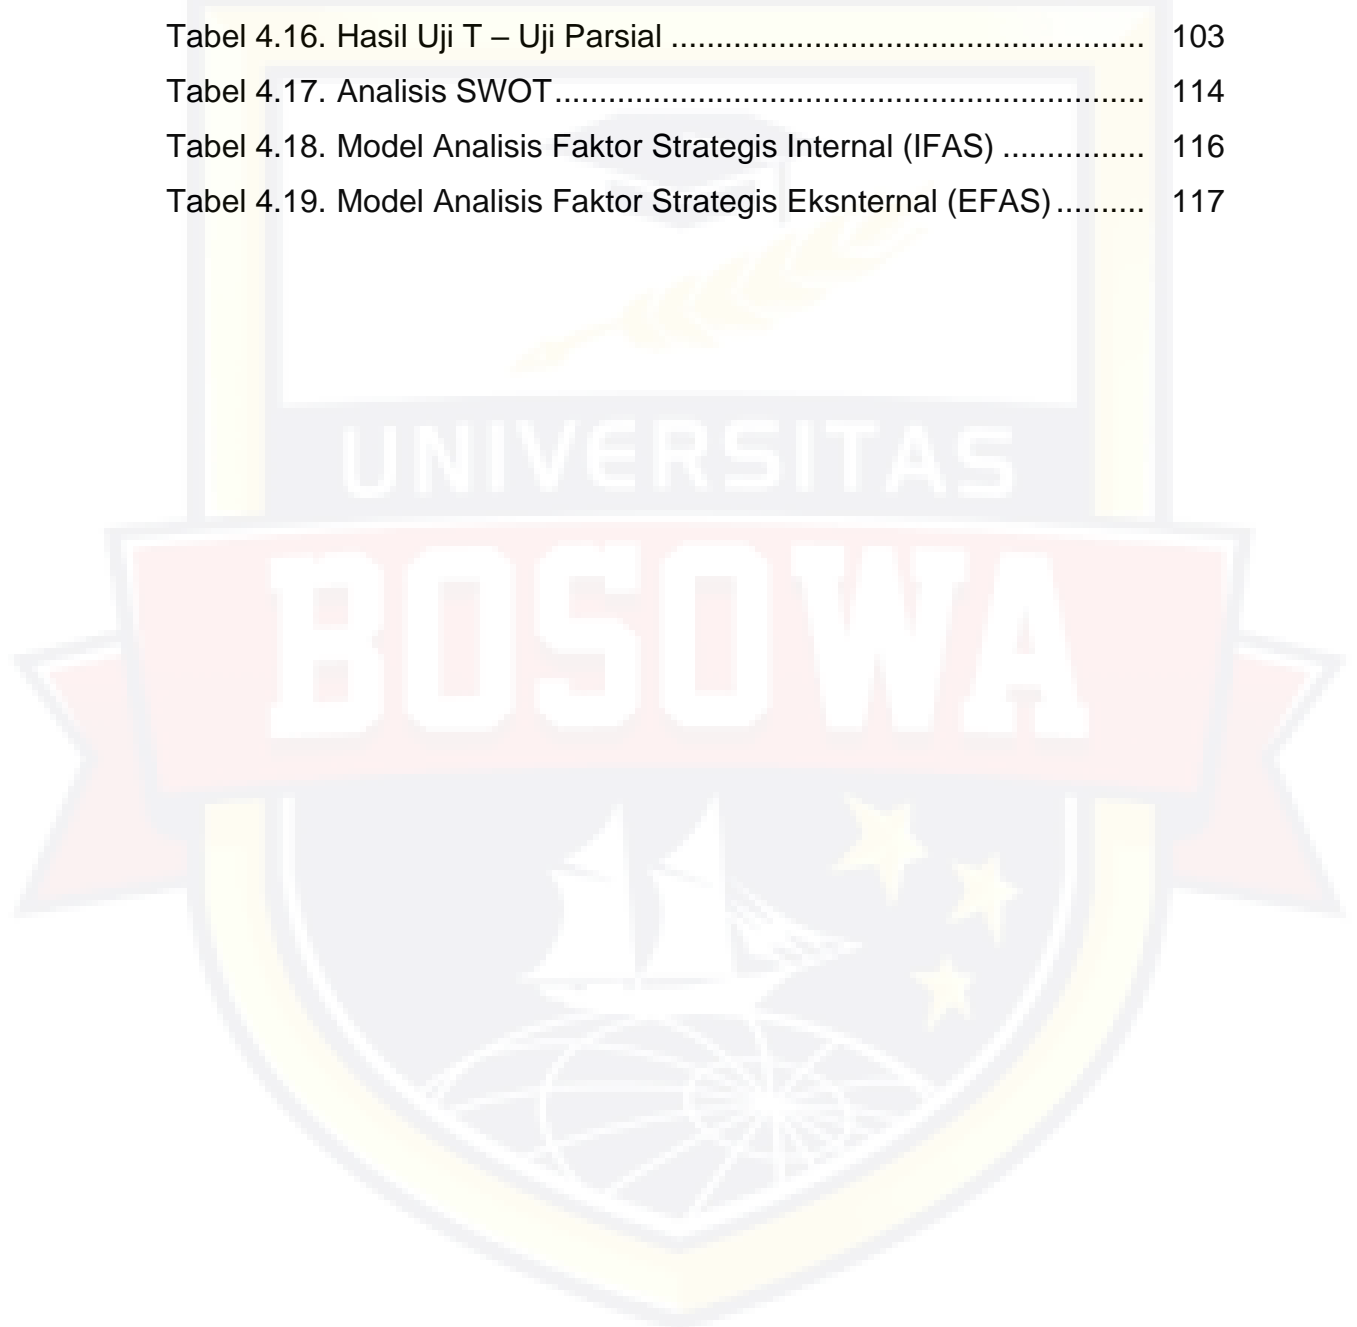 Tabel 4.16. Hasil Uji T – Uji Parsial ..................................................... 103
Tabel 4.17. Analisis SWOT.................................................................. 114
Tabel 4.18. Model Analisis Faktor Strategis Internal (IFAS) ................ 116
Tabel 4.19. Model Analisis Faktor Strategis Eksnternal (EFAS).......... 117
UNIVERSITAS
BOSOWA